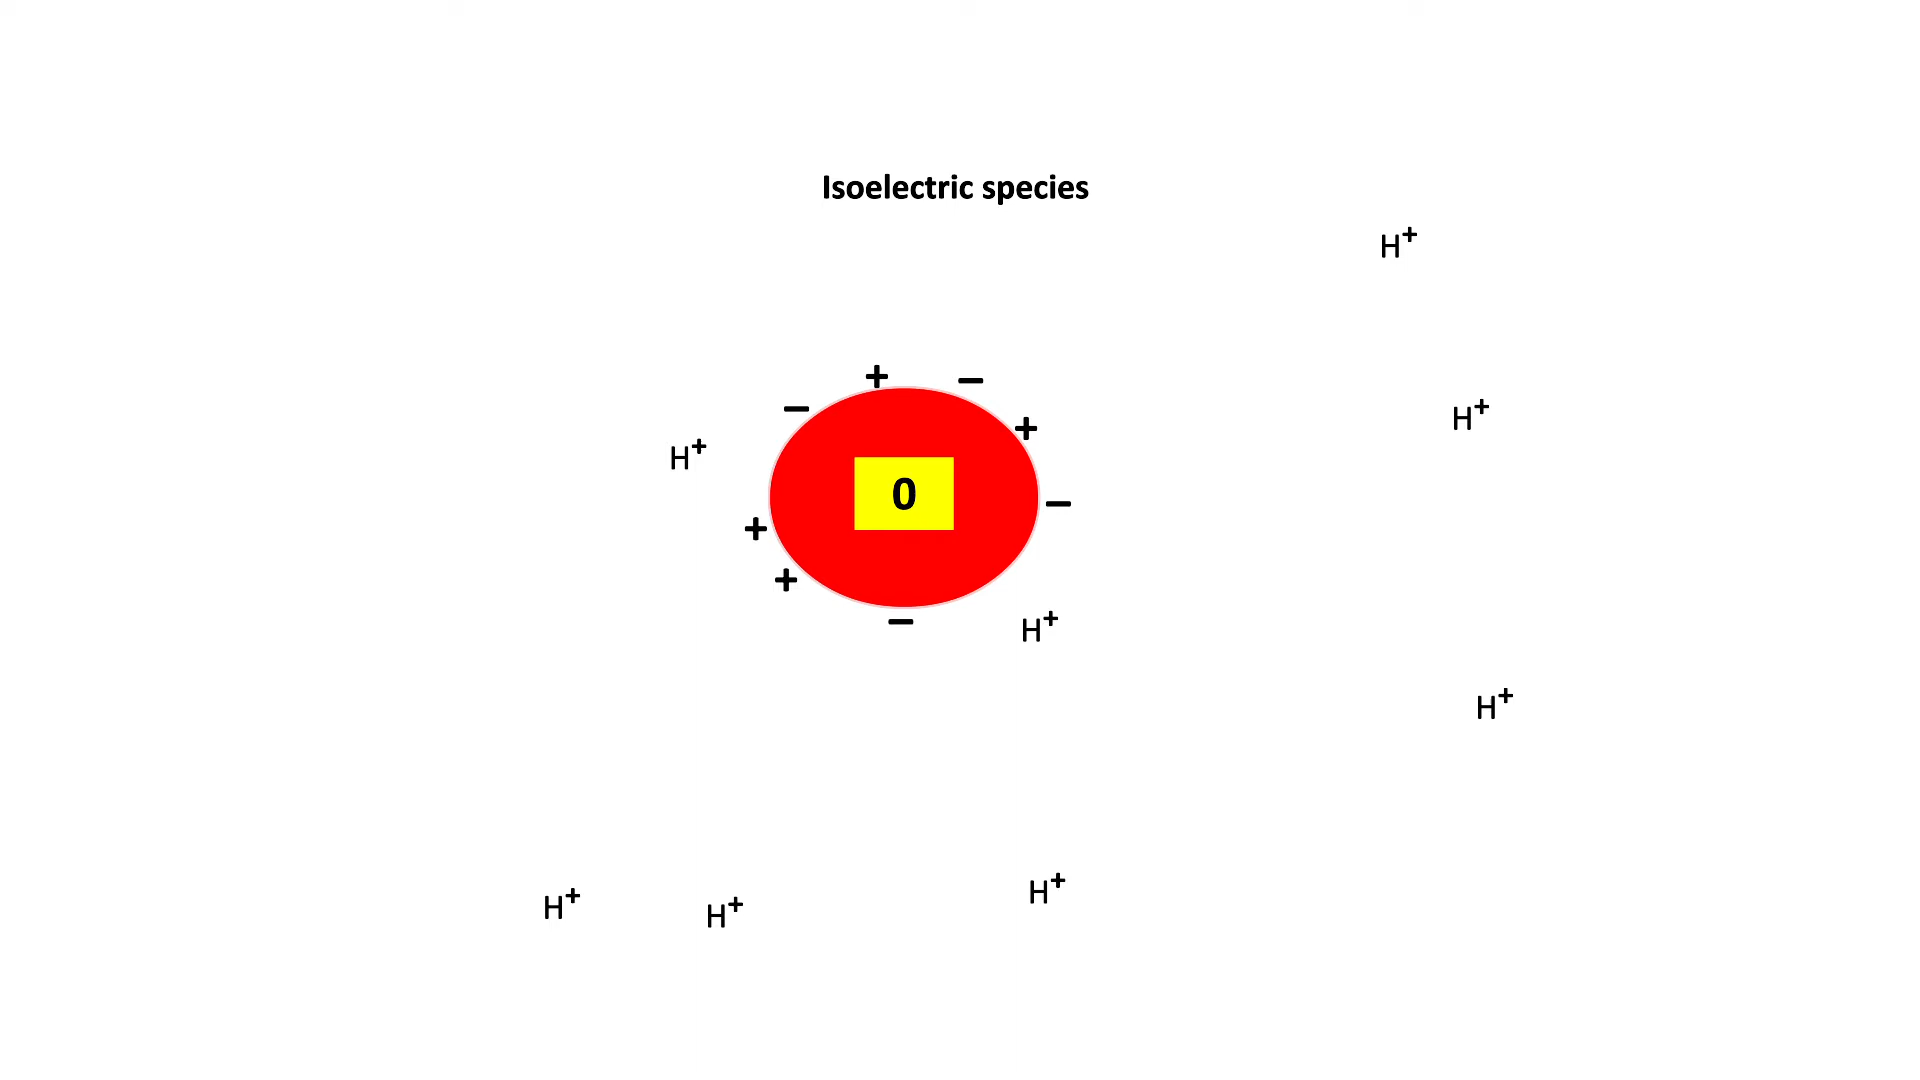 Isoelectric species
H⁺
+ −
− +
H⁺
H⁺
0
−
+
+
−
H⁺
H⁺
H⁺
H⁺
H⁺